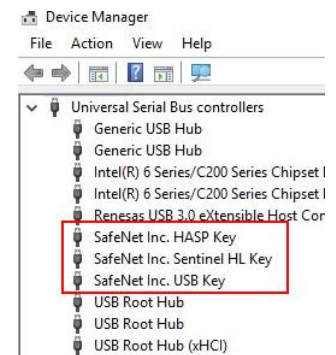 Device Manager
File Action View Help
Universal Serial Bus controllers
Generic USB Hub
Generic USB Hub
Intel(R) 6 Series/C200 Series Chipset
Intel(R) 6 Series/C200 Series Chipset
Renesas USB 3.0 eXtensible Host Con
SafeNet Inc. HASP Key
SafeNet Inc. Sentinel HL Key
SafeNet Inc. USB Key
USB Root Hub
USB Root Hub
USB Root Hub (xHCI)